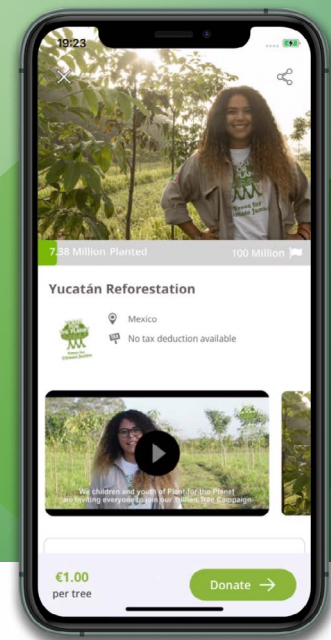 19:23
7.38 Million Planted
100 Million
Yucatán Reforestation
Mexico
TAX
No tax deduction available
We children and youth of Plant for the Planet
are inviting everyone to join our Trillion Tree Campaign
€1.00
per tree
Donate →